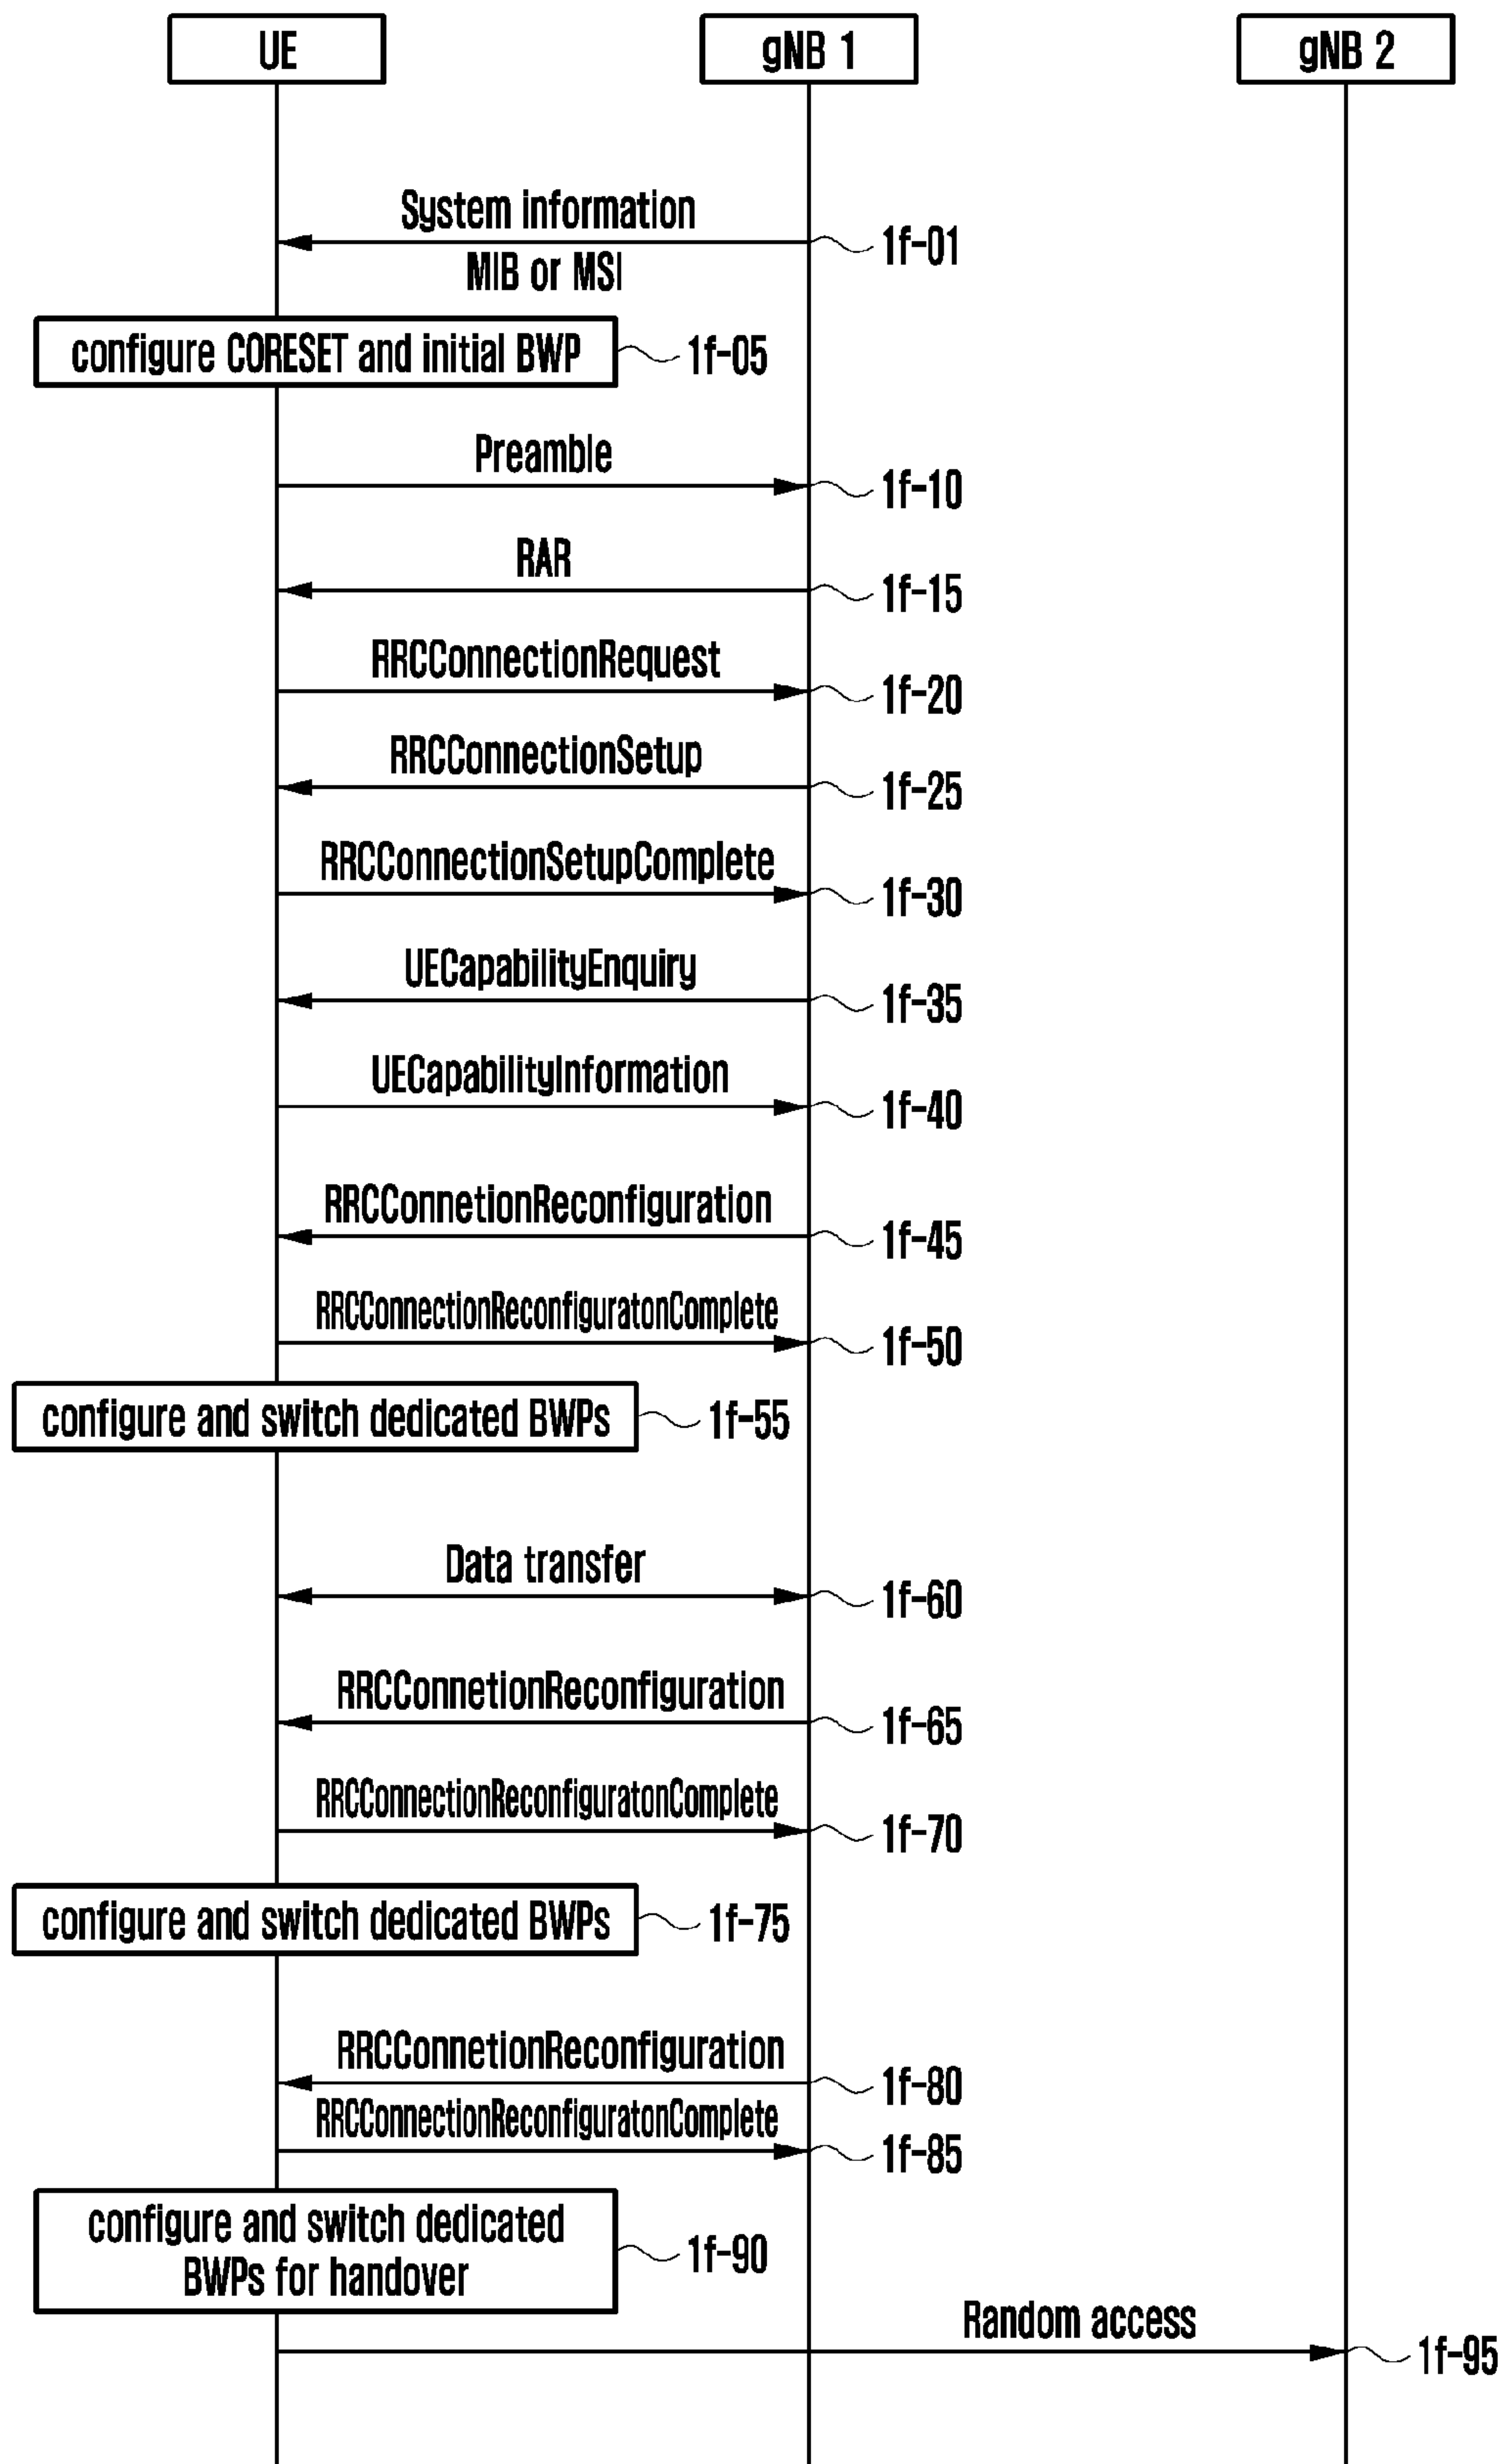 UE
gNB 1
gNB 2
System information
1f-01
MIB or MSI
configure CORESET and initial BWP
1f-05
Preamble
1f-10
RAR
1f-15
RRCConnectionRequest
1f-20
RRCConnectionSetup
1f-25
RRCConnectionSetupComplete
1f-30
UECapabilityEnquiry
1f-35
UECapabilityInformation
1f-40
RRCConnetionReconfiguration
1f-45
RRCConnectionReconfiguratonComplete
1f-50
configure and switch dedicated BWPs
1f-55
Data transfer
1f-60
RRCConnetionReconfiguration
1f-65
RRCConnectionReconfiguratonComplete
1f-70
configure and switch dedicated BWPs
1f-75
RRCConnetionReconfiguration
1f-80
RRCConnectionReconfiguratonComplete
1f-85
configure and switch dedicated
BWPs for handover
1f-90
Random access
1f-95